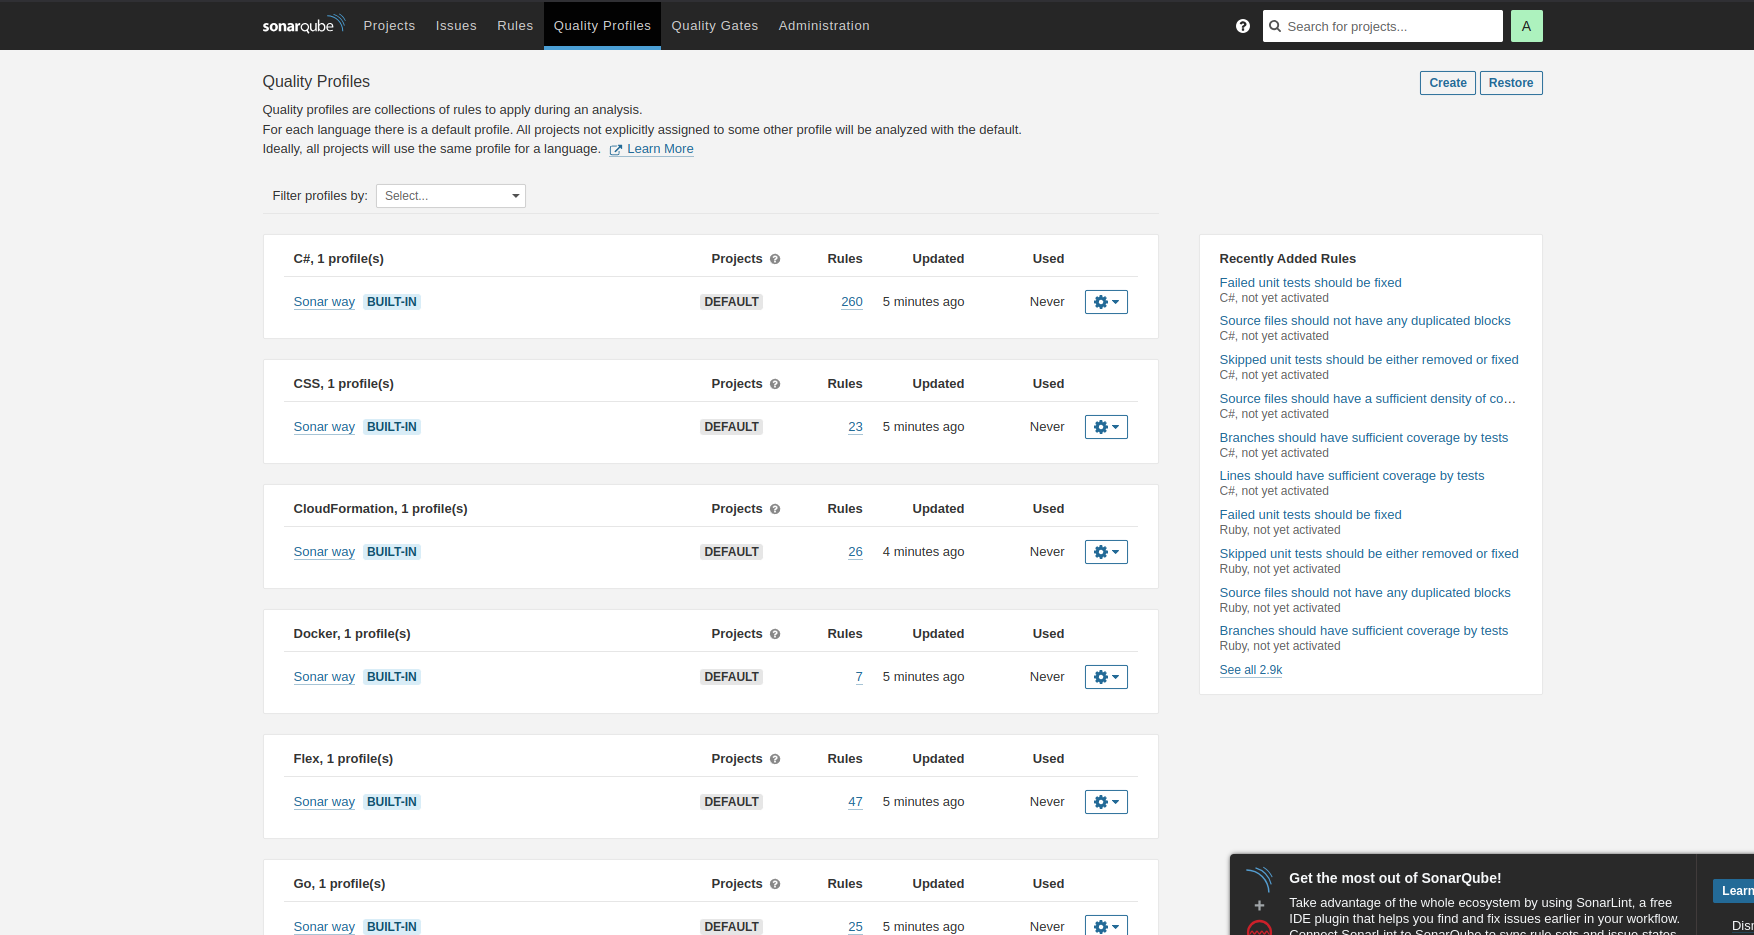 sonarqube Projects Issues Rules Quality Profiles Quality Gates Administration ? Search for projects... A
Quality Profiles Create Restore
Quality profiles are collections of rules to apply during an analysis.
For each language there is a default profile. All projects not explicitly assigned to some other profile will be analyzed with the default.
Ideally, all projects will use the same profile for a language. Learn More
Filter profiles by: Select...
C#, 1 profile(s) Projects ? Rules Updated Used
Sonar way BUILT-IN DEFAULT 260 5 minutes ago Never
CSS, 1 profile(s) Projects ? Rules Updated Used
Sonar way BUILT-IN DEFAULT 23 5 minutes ago Never
CloudFormation, 1 profile(s) Projects ? Rules Updated Used
Sonar way BUILT-IN DEFAULT 26 4 minutes ago Never
Docker, 1 profile(s) Projects ? Rules Updated Used
Sonar way BUILT-IN DEFAULT 7 5 minutes ago Never
Flex, 1 profile(s) Projects ? Rules Updated Used
Sonar way BUILT-IN DEFAULT 47 5 minutes ago Never
Go, 1 profile(s) Projects ? Rules Updated Used
Sonar way BUILT-IN DEFAULT 25 5 minutes ago Never
Recently Added Rules
Failed unit tests should be fixed
C#, not yet activated
Source files should not have any duplicated blocks
C#, not yet activated
Skipped unit tests should be either removed or fixed
C#, not yet activated
Source files should have a sufficient density of co...
C#, not yet activated
Branches should have sufficient coverage by tests
C#, not yet activated
Lines should have sufficient coverage by tests
C#, not yet activated
Failed unit tests should be fixed
Ruby, not yet activated
Skipped unit tests should be either removed or fixed
Ruby, not yet activated
Source files should not have any duplicated blocks
Ruby, not yet activated
Branches should have sufficient coverage by tests
Ruby, not yet activated
See all 2.9k
Get the most out of SonarQube!
Take advantage of the whole ecosystem by using SonarLint, a free
IDE plugin that helps you find and fix issues earlier in your workflow.
Connect SonarLint to SonarQube to sync rule sets and issue states
Learn